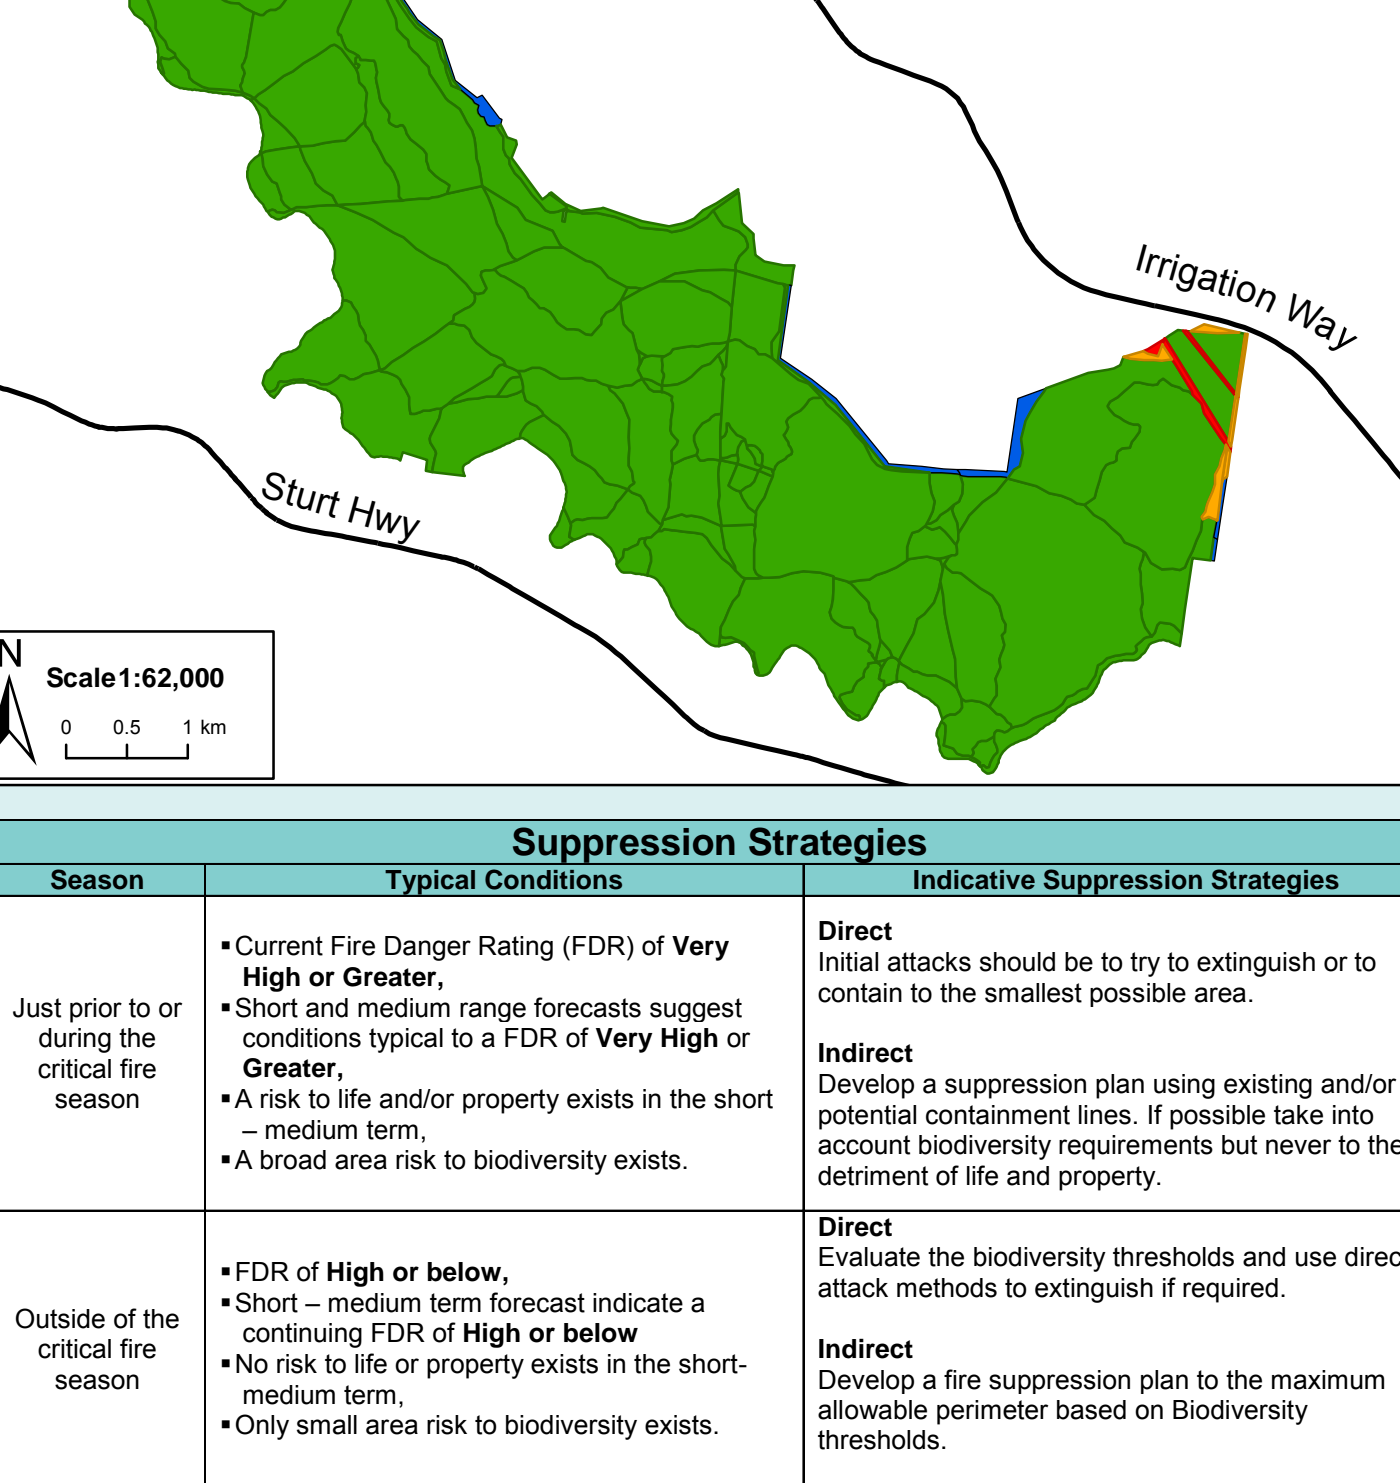 Irrigation Way
Sturt Hwy
N
Scale1:62,000
0 0.5 1 km
Suppression Strategies
Season Typical Conditions Indicative Suppression Strategies
Just prior to or
during the
critical fire
season
▪Current Fire Danger Rating (FDR) of Very
High or Greater,
▪Short and medium range forecasts suggest
conditions typical to a FDR of Very High or
Greater,
▪A risk to life and/or property exists in the short
– medium term,
▪A broad area risk to biodiversity exists.
Direct
Initial attacks should be to try to extinguish or to
contain to the smallest possible area.
Indirect
Develop a suppression plan using existing and/or
potential containment lines. If possible take into
account biodiversity requirements but never to the
detriment of life and property.
Outside of the
critical fire
season
▪FDR of High or below,
▪Short – medium term forecast indicate a
continuing FDR of High or below
▪No risk to life or property exists in the short-
medium term,
▪Only small area risk to biodiversity exists.
Direct
Evaluate the biodiversity thresholds and use direc
attack methods to extinguish if required.
Indirect
Develop a fire suppression plan to the maximum
allowable perimeter based on Biodiversity
thresholds.